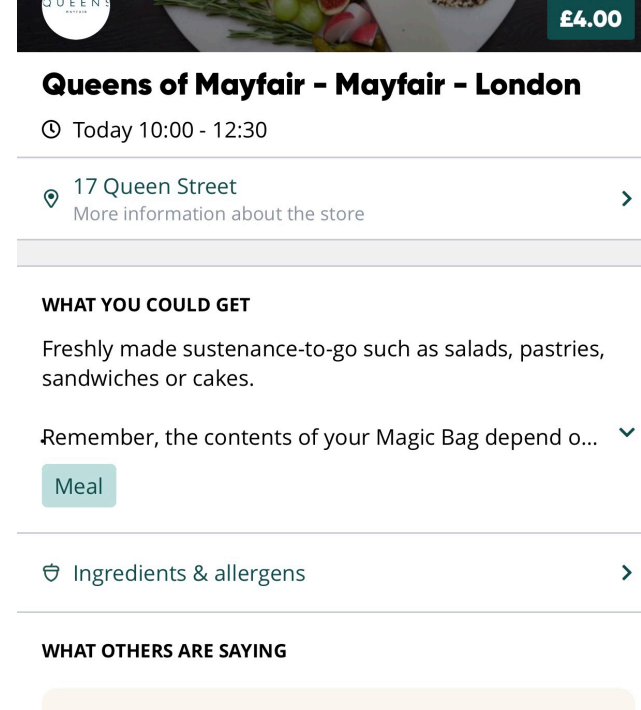 QUEENS
MAYFAIR
£4.00
Queens of Mayfair - Mayfair - London
Today 10:00 - 12:30
17 Queen Street
More information about the store
WHAT YOU COULD GET
Freshly made sustenance-to-go such as salads, pastries,
sandwiches or cakes.
Remember, the contents of your Magic Bag depend o...
Meal
Ingredients & allergens
WHAT OTHERS ARE SAYING